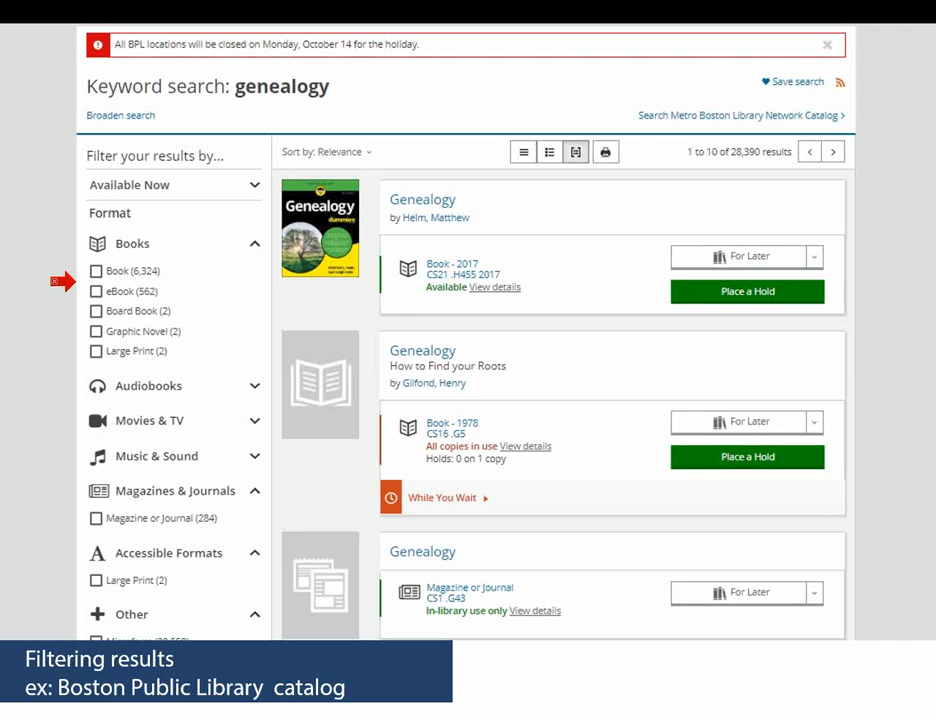 All BPL locations will be closed on Monday, October 14 for the holiday.
Keyword search: genealogy
Save search
Broaden search
Search Metro Boston Library Network Catalog >
Filter your results by...
Sort by: Relevance
1 to 10 of 28,390 results
Available Now
Format
Books
Book (6,324)
eBook (562)
Board Book (2)
Graphic Novel (2)
Large Print (2)
Audiobooks
Movies & TV
Music & Sound
Magazines & Journals
Magazine or Journal (284)
Accessible Formats
Large Print (2)
Other
Genealogy
dummies
Genealogy
by Helm, Matthew
Book - 2017
CS21 .H455 2017
Available View details
For Later
Place a Hold
Genealogy
How to Find your Roots
by Gilfond, Henry
Book - 1978
CS16 .G5
All copies in use View details
Holds: 0 on 1 copy
For Later
Place a Hold
While You Wait
Genealogy
Magazine or Journal
CS1 .G43
In-library use only View details
For Later
Filtering results
ex: Boston Public Library catalog